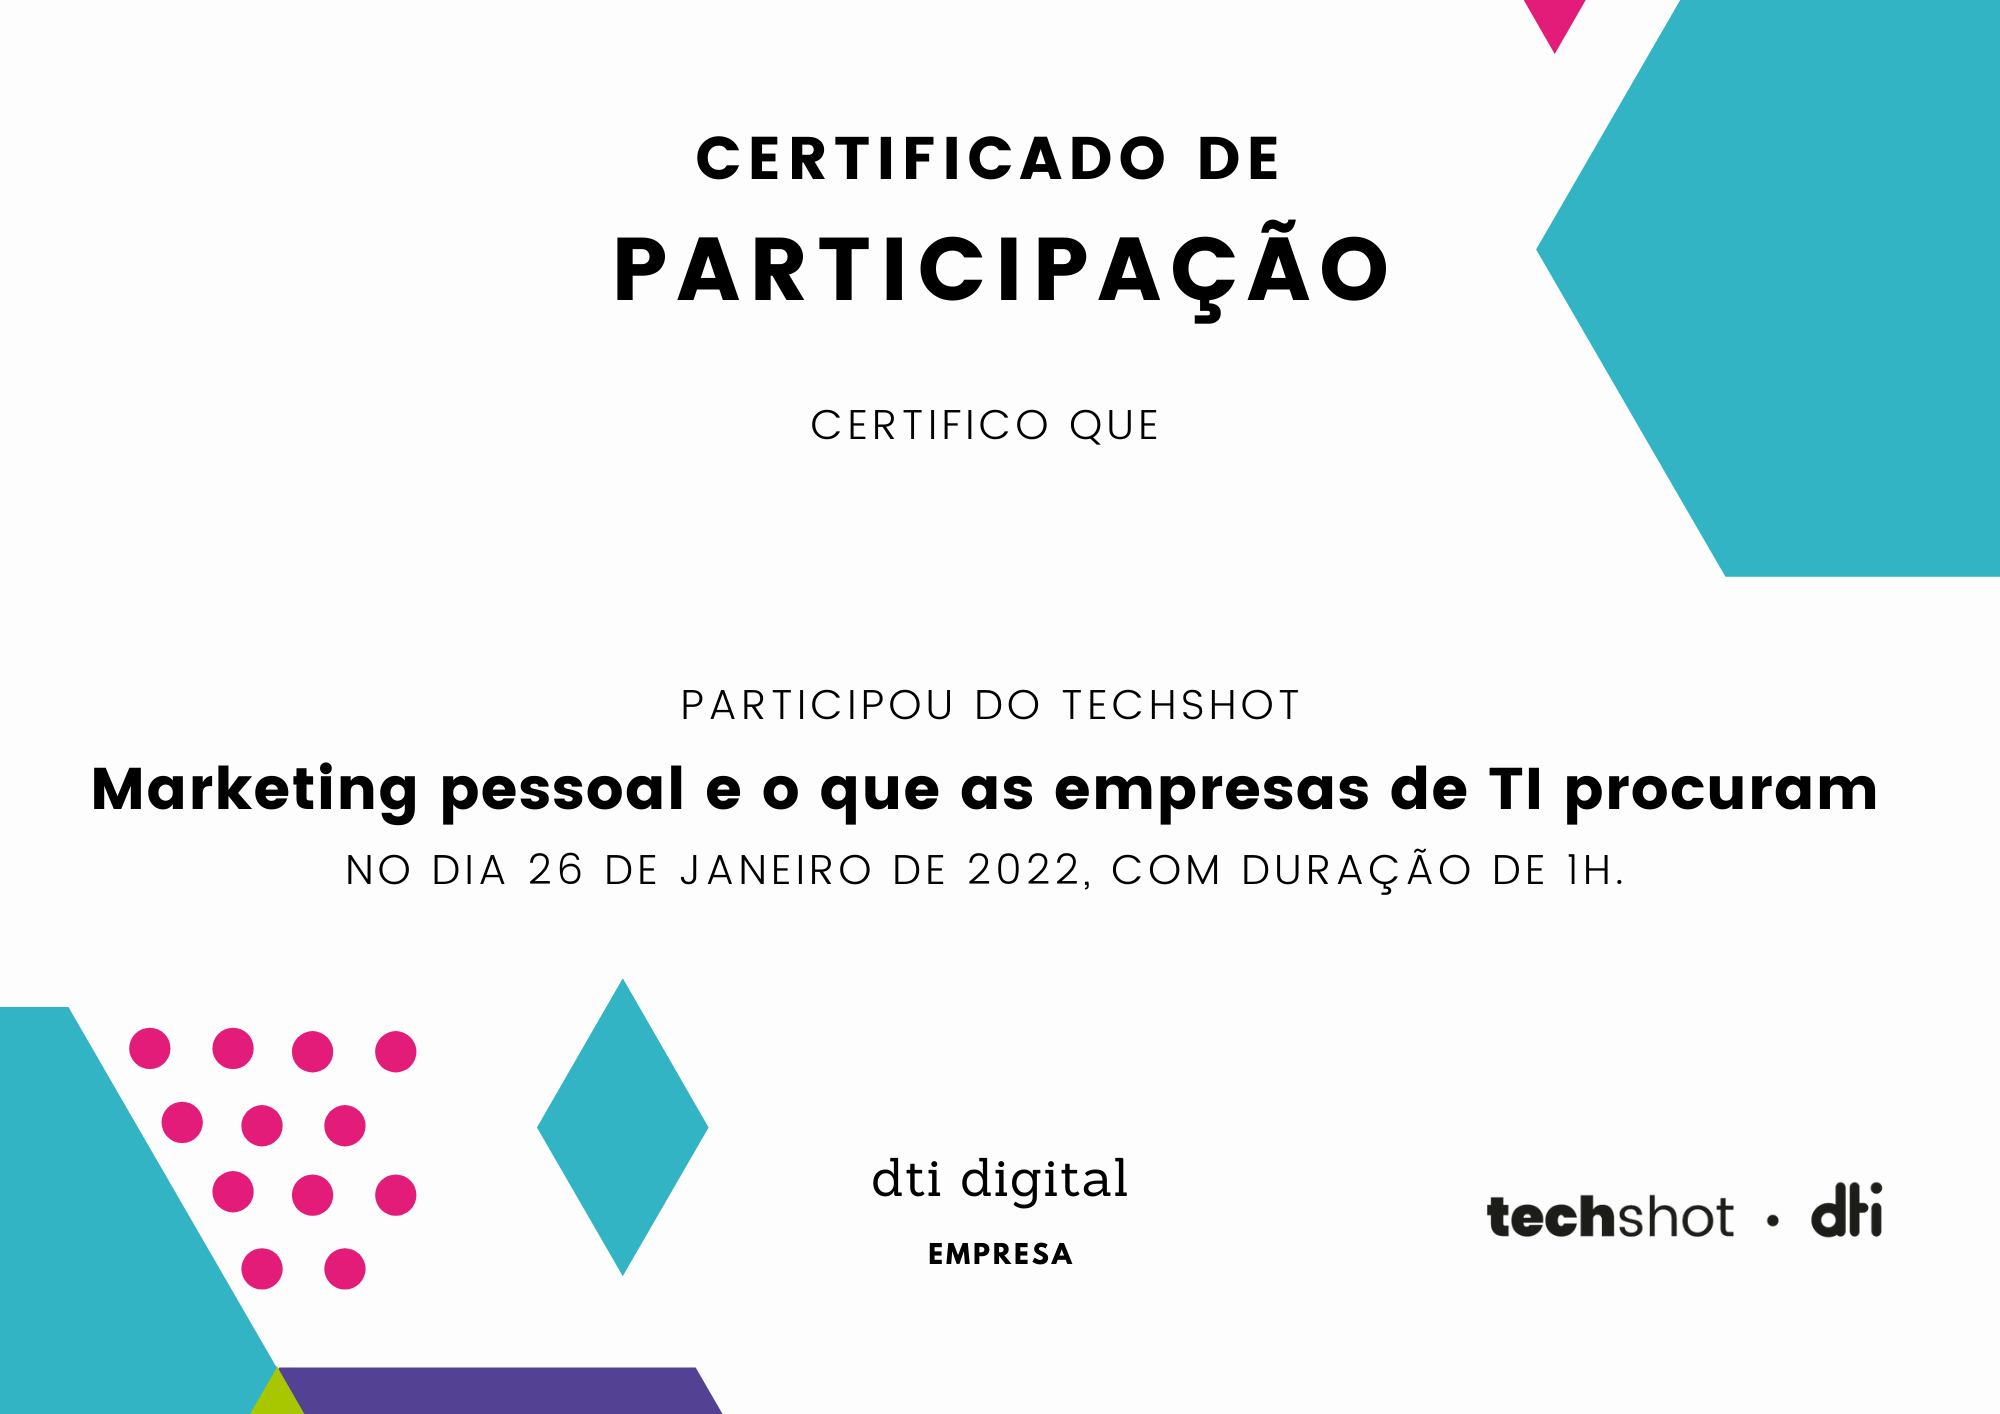 CERTIFICADO DE
PARTICIPAÇÃO
CERTIFICO QUE
PARTICIPOU DO TECHSHOT
Marketing pessoal e o que as empresas de TI procuram
NO DIA 26 DE JANEIRO DE 2022, COM DURAÇÃO DE 1H.
dti digital
EMPRESA
techshot • dti